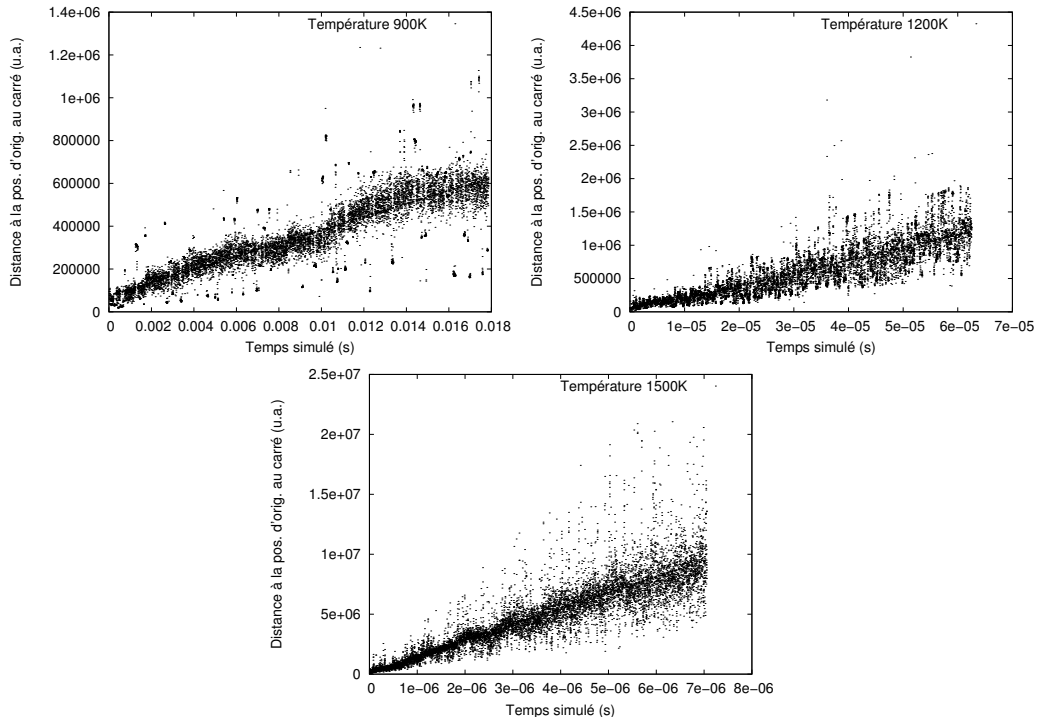 Température 900K
Distance à la pos. d'orig. au carré (u.a.)
1.4e+06
1.2e+06
1e+06
800000
600000
400000
200000
0
0 0.002 0.004 0.006 0.008 0.01 0.012 0.014 0.016 0.018
Temps simulé (s)
Température 1200K
Distance à la pos. d'orig. au carré (u.a.)
4.5e+06
4e+06
3.5e+06
3e+06
2.5e+06
2e+06
1.5e+06
1e+06
500000
0
0 1e−05 2e−05 3e−05 4e−05 5e−05 6e−05 7e−05
Temps simulé (s)
Température 1500K
Distance à la pos. d'orig. au carré (u.a.)
2.5e+07
2e+07
1.5e+07
1e+07
5e+06
0
0 1e−06 2e−06 3e−06 4e−06 5e−06 6e−06 7e−06 8e−06
Temps simulé (s)